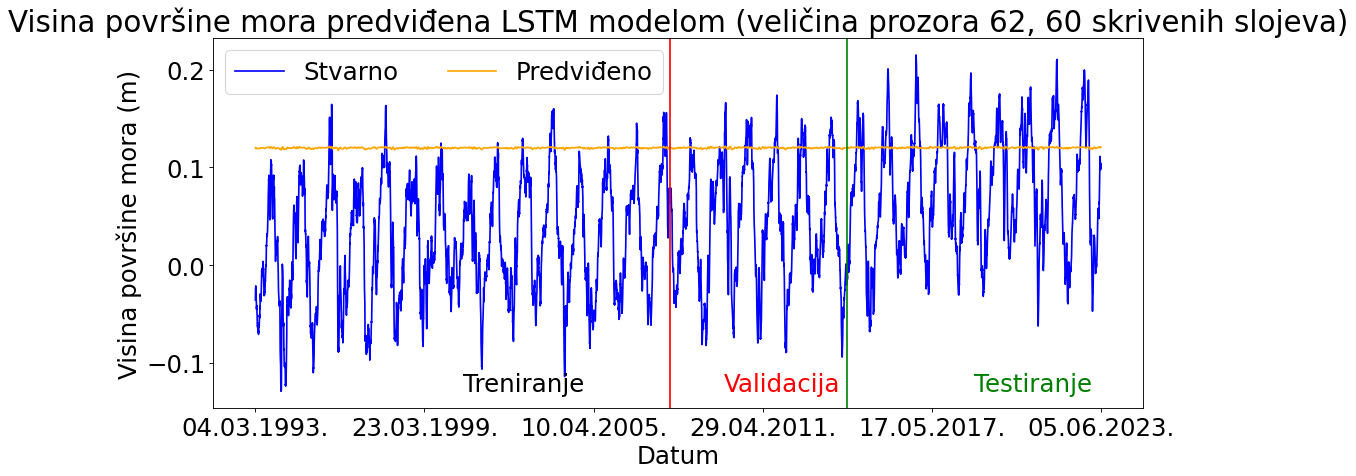 Visina površine mora predviđena LSTM modelom (veličina prozora 62, 60 skrivenih slojeva)
Stvarno Predviđeno
Visina površine mora (m)
0.2
0.1
0.0
−0.1
Treniranje Validacija Testiranje
04.03.1993. 23.03.1999. 10.04.2005. 29.04.2011. 17.05.2017. 05.06.2023.
Datum